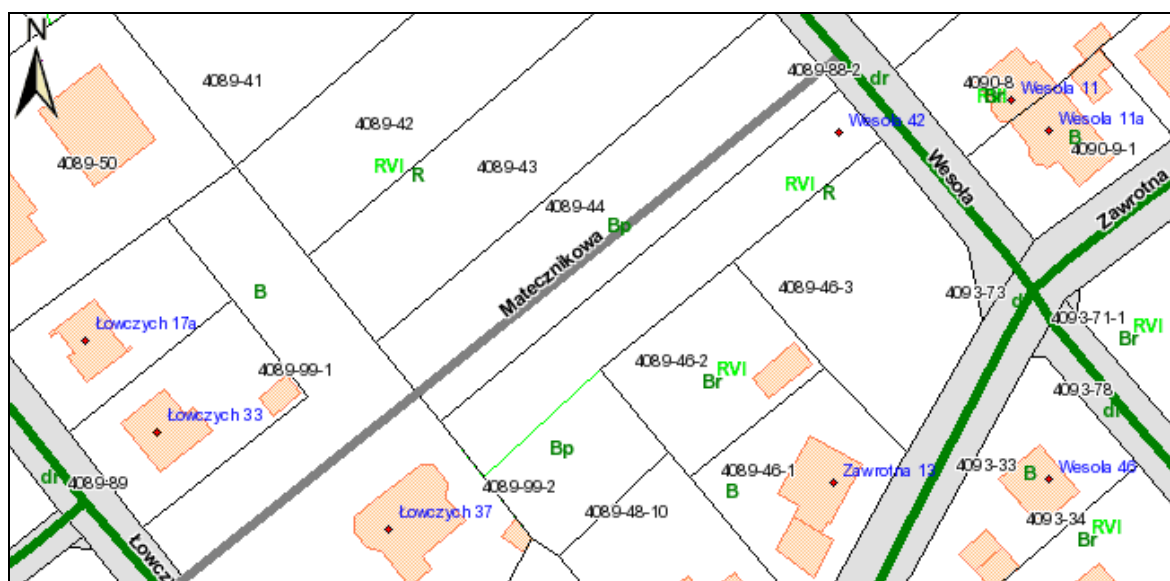 N
4089-41
4089-88-2
dr
4090-8
RVI
Br
Wesoła 11
Wesoła 11a
B
4090-9-1
4089-42
Wesoła 42
4089-50
RVI
R
4089-43
RVI
R
Wesoła
Zawrotna
4089-44
Bp
Matecznikowa
B
4089-46-3
4093-73
4093-71-1
RVI
Br
Łowczych 17a
4089-99-1
4089-46-2
Br
RVI
4093-78
dr
Łowczych 33
Bp
dr
4089-89
4089-99-2
4089-46-1
B
Zawrotna 13
4093-33
B
Wesoła 46
Łowczych 37
4089-48-10
4093-34
RVI
Br